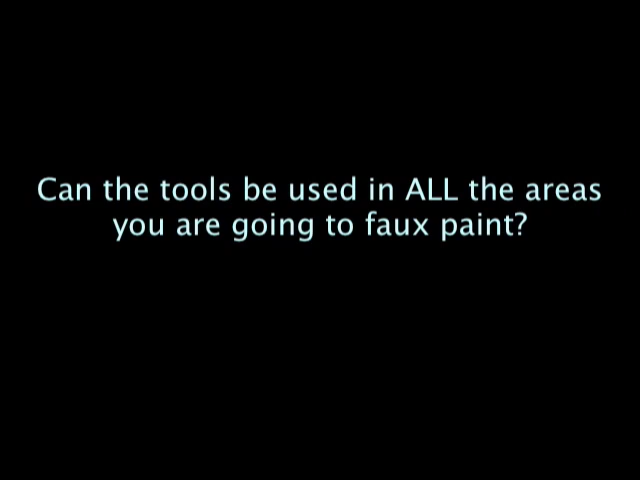 Can the tools be used in ALL the areas
you are going to faux paint?